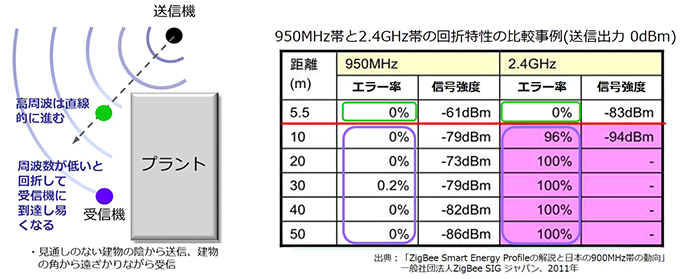 送信機
高周波は直線
的に進む
プラント
周波数が低いと
回折して
受信機に
到達し易
くなる
受信機
・見通しのない建物の陰から送信、建物
の角から遠ざかりながら受信
950MHz帯と2.4GHz帯の回折特性の比較事例(送信出力 0dBm)
距離(m) 950MHz 2.4GHz
エラー率 信号強度 エラー率 信号強度
5.5 0% -61dBm 0% -83dBm
10 0% -79dBm 96% -94dBm
20 0% -73dBm 100% -
30 0.2% -79dBm 100% -
40 0% -82dBm 100% -
50 0% -86dBm 100% -
出典：「ZigBee Smart Energy Profileの解説と日本の900MHz帯の動向」
一般社団法人ZigBee SIG ジャパン、2011年